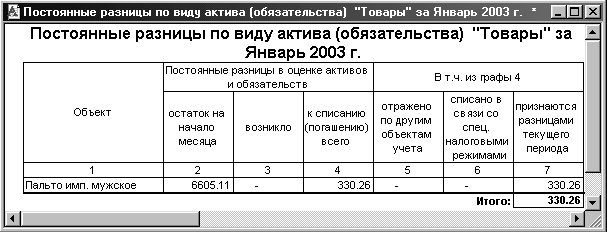 Постоянные разницы по виду актива (обязательства) "Товары" за Январь 2003 г. *
Постоянные разницы по виду актива (обязательства) "Товары" за
Январь 2003 г.
Объект
Постоянные разницы в оценке активов
и обязательств
В т.ч. из графы 4
остаток на
начало
месяца
возникло
к списанию
(погашению)
всего
отражено
по другим
объектам
учета
списано в
связи со
спец.
налоговыми
режимами
признаются
разницами
текущего
периода
1 2 3 4 5 6 7
Пальто имп. мужское 6605.11 - 330.26 - - 330.26
Итого: 330.26